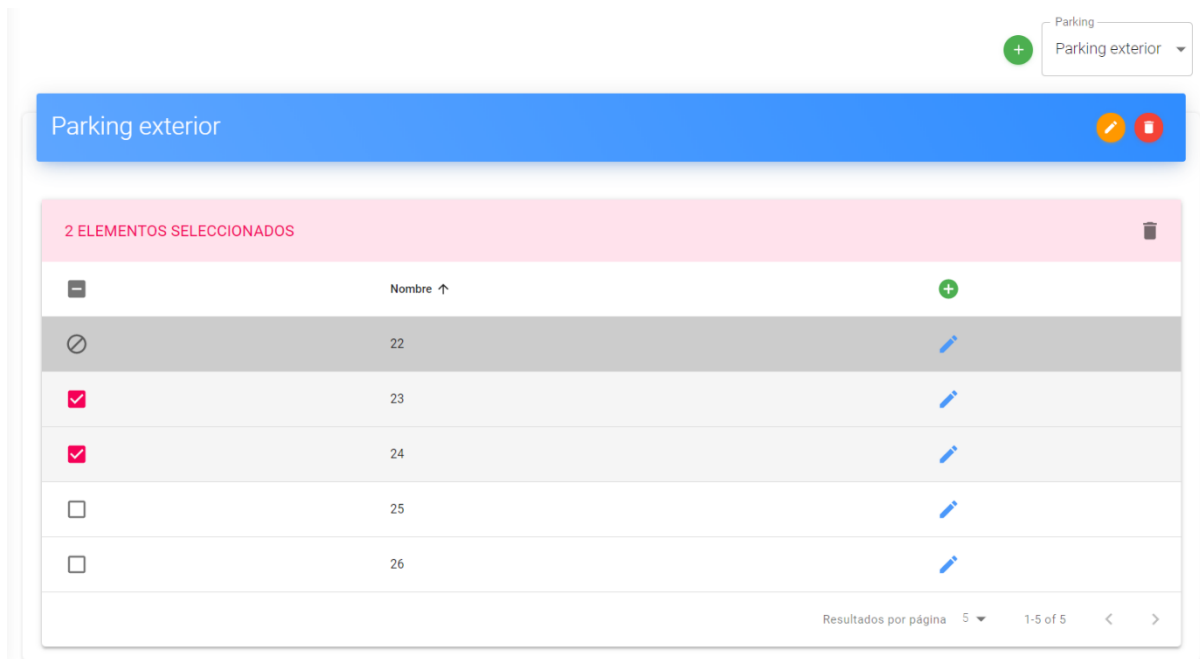 Parking
Parking exterior
Parking exterior
2 ELEMENTOS SELECCIONADOS
Nombre
22
23
24
25
26
Resultados por página 5 1-5 of 5